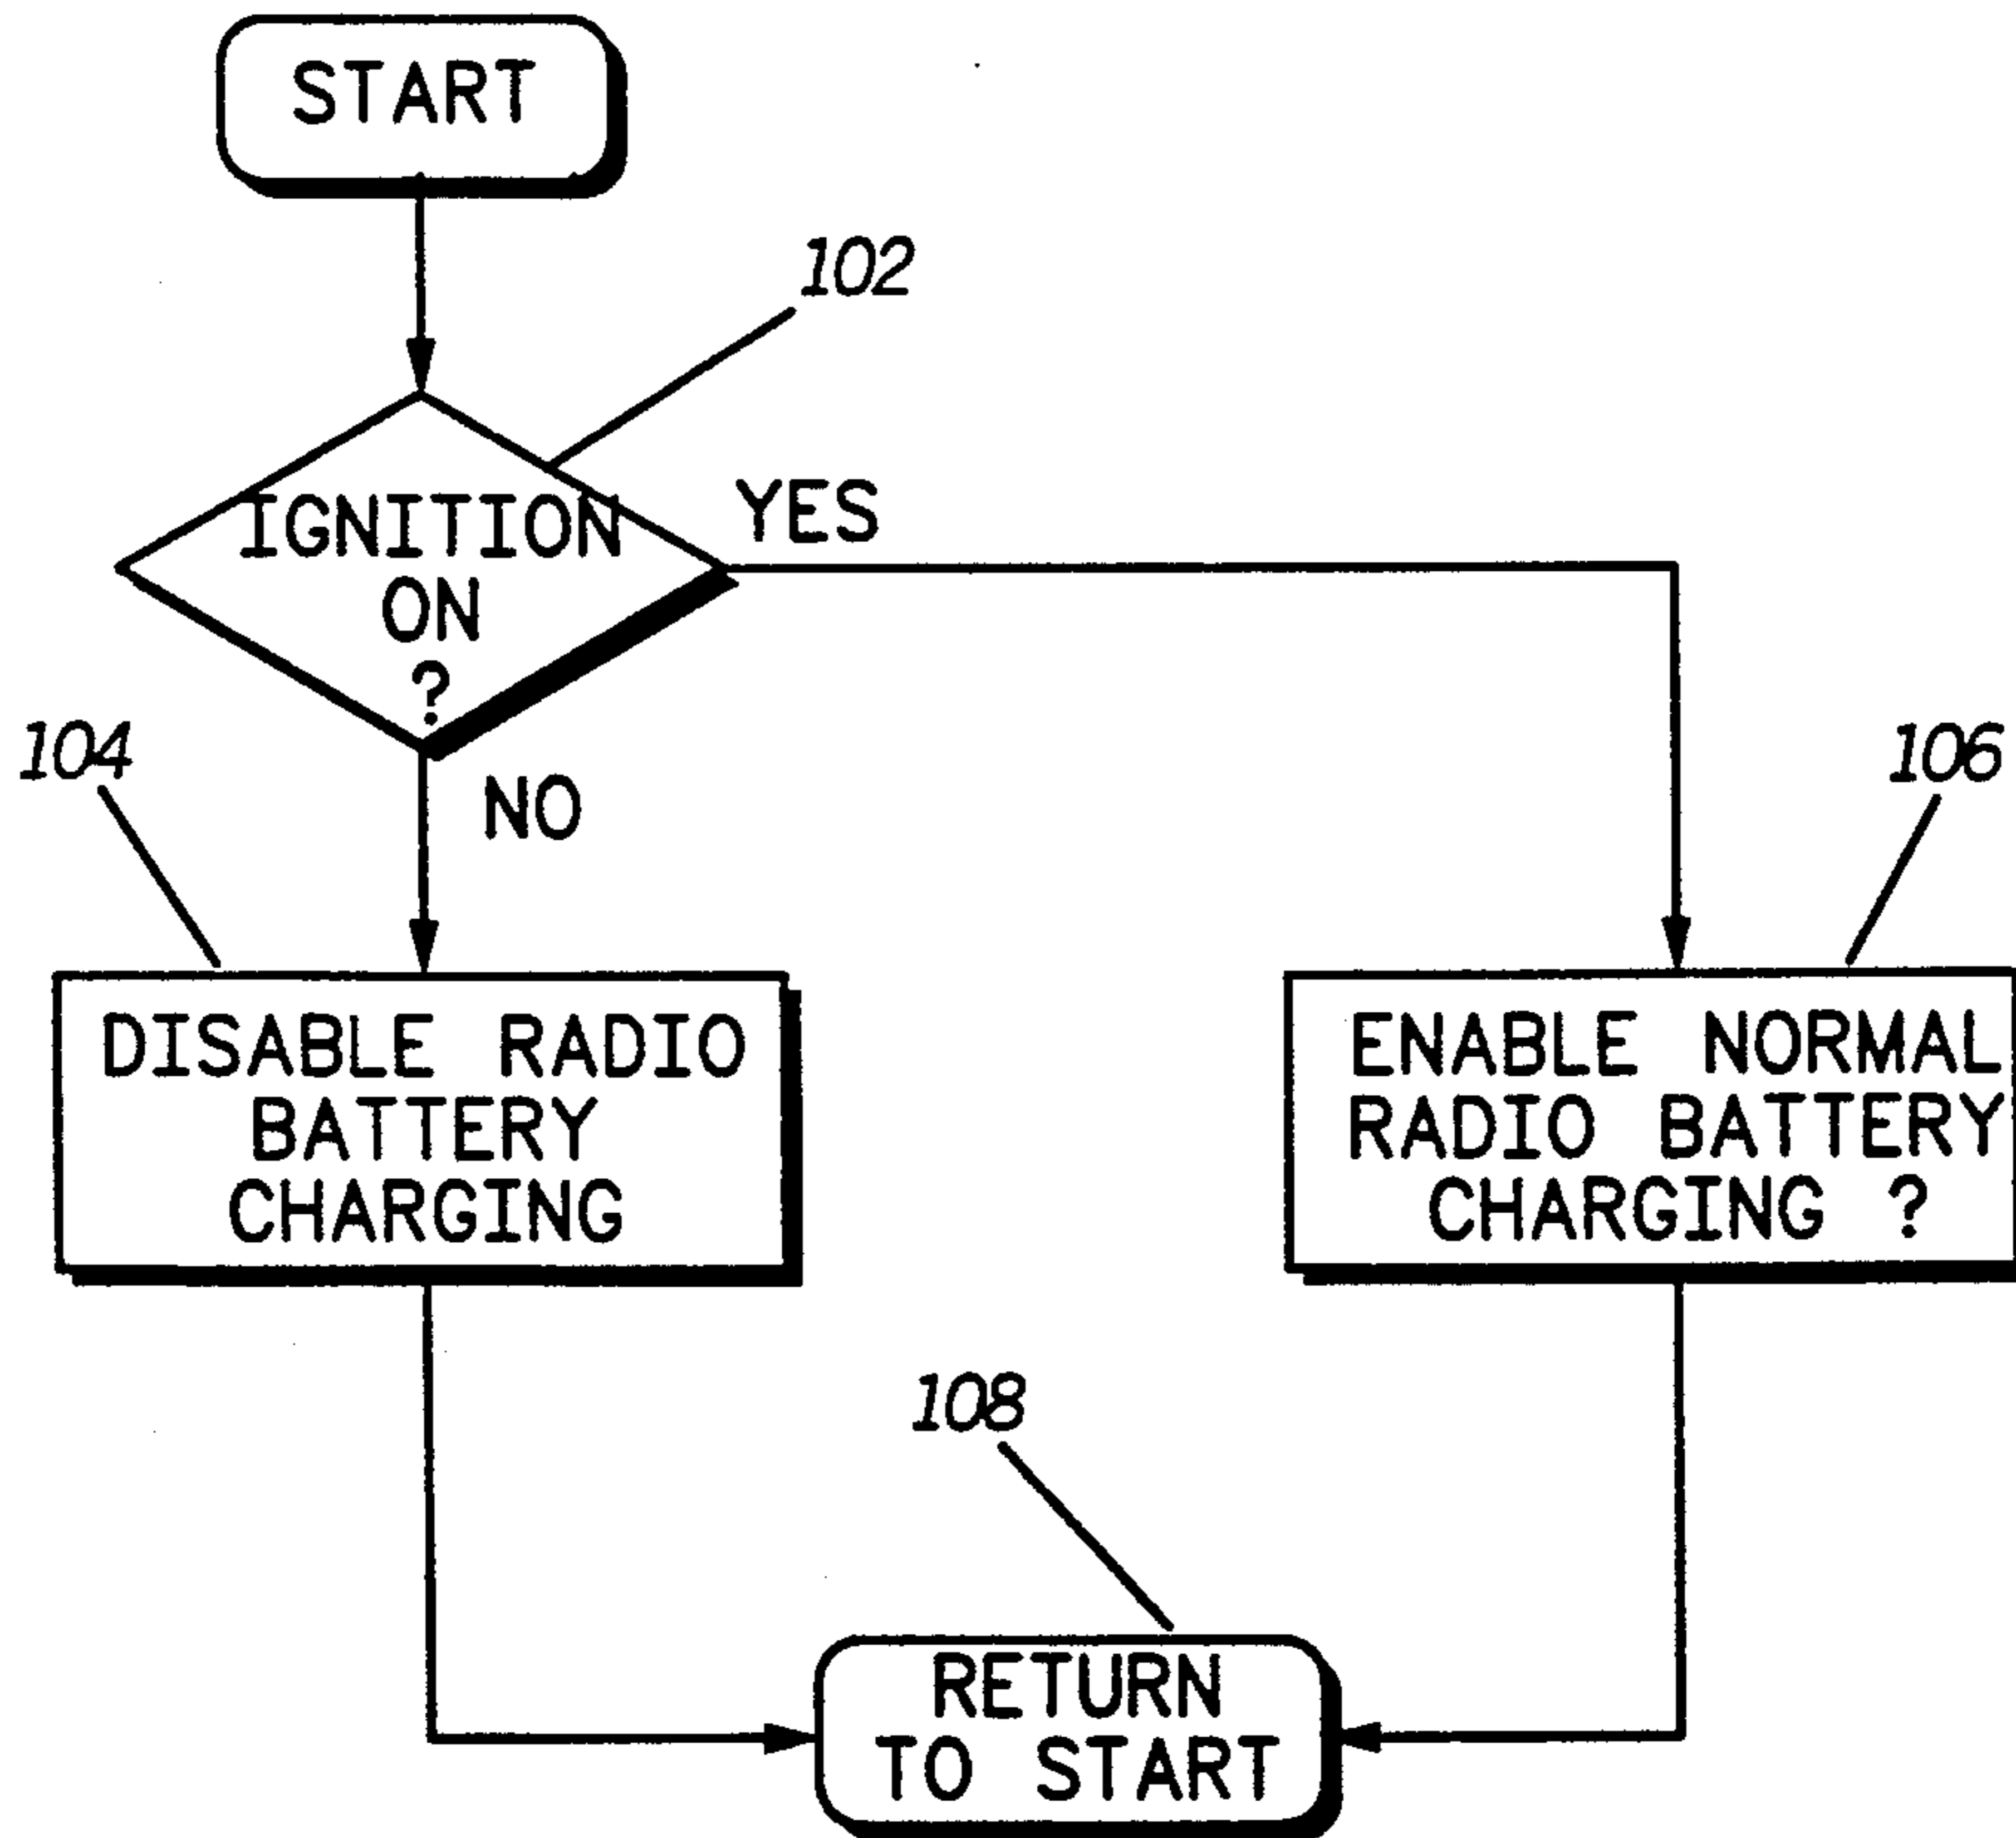 START
102
IGNITION
ON
?
YES
104
NO
106
DISABLE RADIO
BATTERY
CHARGING
ENABLE NORMAL
RADIO BATTERY
CHARGING ?
108
RETURN
TO START